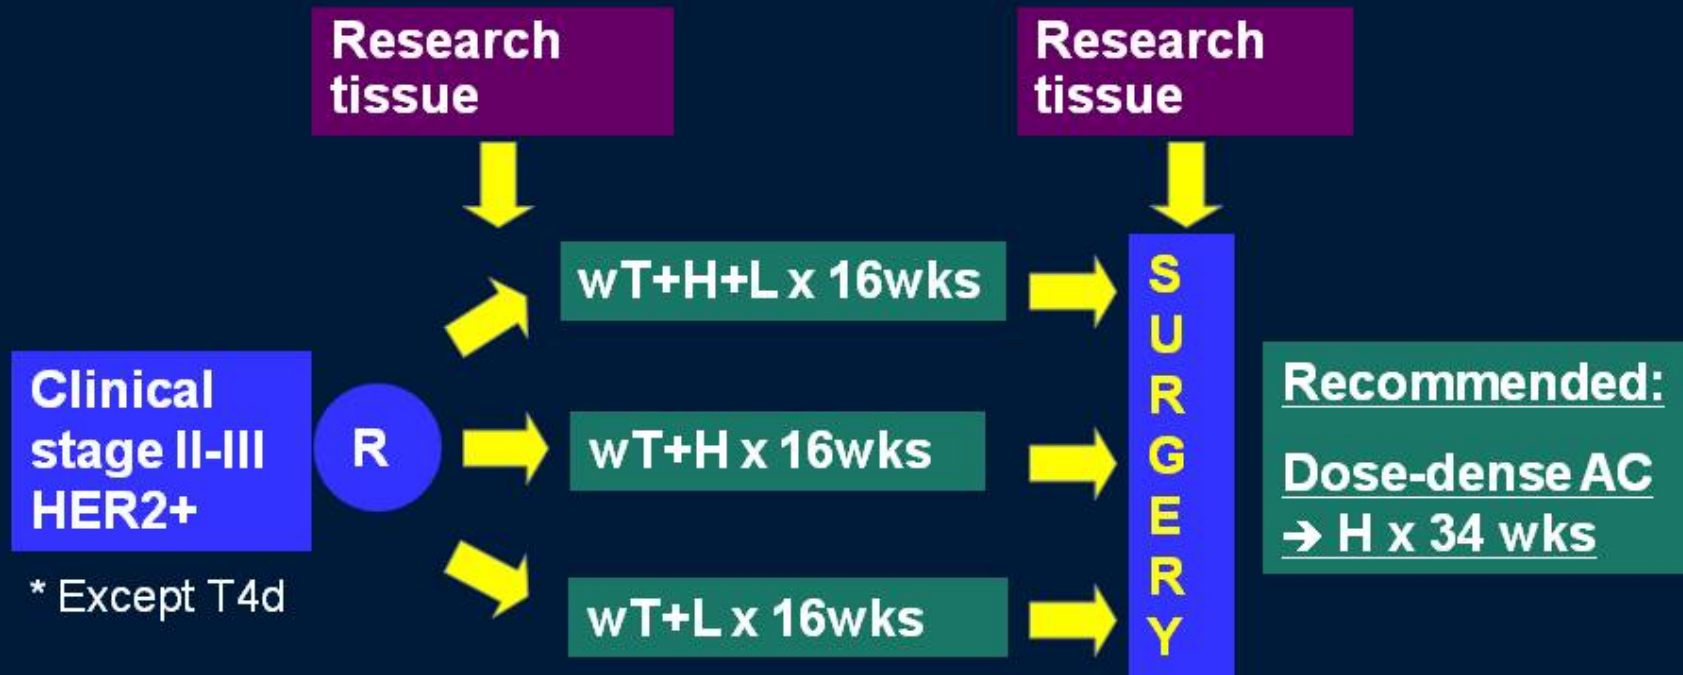 Research
tissue
Research
tissue
Clinical
stage II-III
HER2+
* Except T4d
R
wT+H+L x 16wks
wT+H x 16wks
wT+L x 16wks
S
U
R
G
E
R
Y
Recommended:
Dose-dense AC
→ H x 34 wks